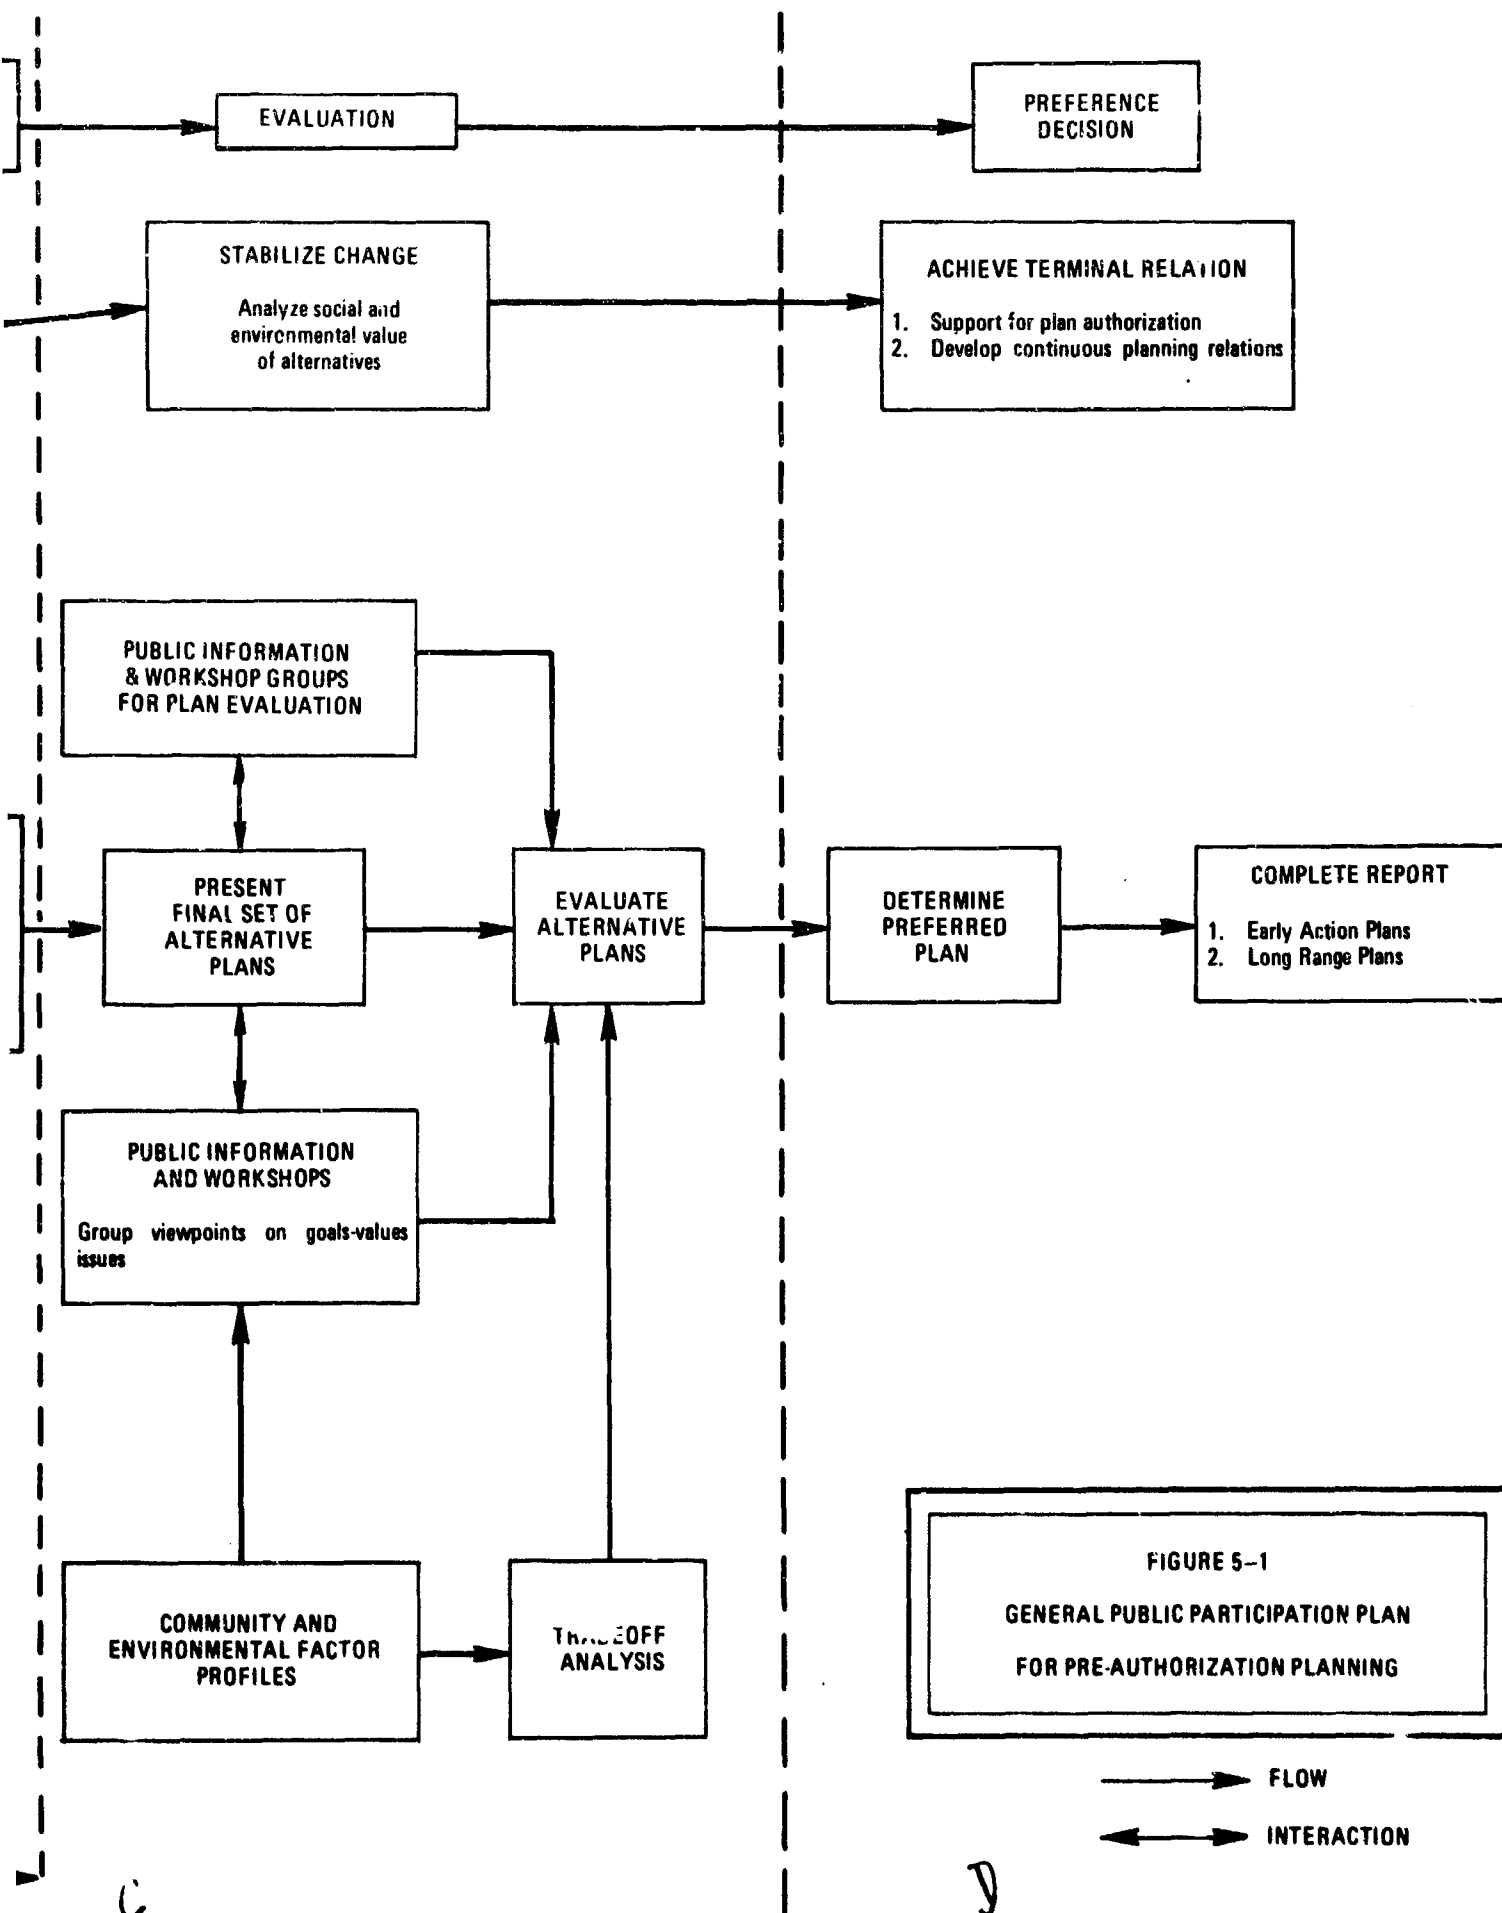 EVALUATION
PREFERENCE
DECISION
STABILIZE CHANGE
Analyze social and
environmental value
of alternatives
ACHIEVE TERMINAL RELATION
1. Support for plan authorization
2. Develop continuous planning relations
PUBLIC INFORMATION
& WORKSHOP GROUPS
FOR PLAN EVALUATION
PRESENT
FINAL SET OF
ALTERNATIVE
PLANS
EVALUATE
ALTERNATIVE
PLANS
DETERMINE
PREFERRED
PLAN
COMPLETE REPORT
1. Early Action Plans
2. Long Range Plans
PUBLIC INFORMATION
AND WORKSHOPS
Group viewpoints on goals-values
issues
COMMUNITY AND
ENVIRONMENTAL FACTOR
PROFILES
TRADEOFF
ANALYSIS
FIGURE 5-1
GENERAL PUBLIC PARTICIPATION PLAN
FOR PRE-AUTHORIZATION PLANNING
FLOW
INTERACTION
C
D